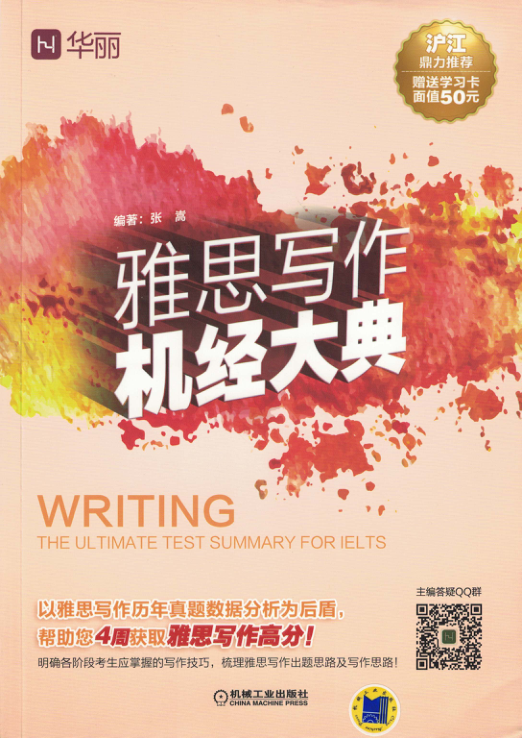 华丽
沪江
鼎力推荐
赠送学习卡
面值50元
编著：张 嵩
雅思写作
机经大典
WRITING
THE ULTIMATE TEST SUMMARY FOR IELTS
以雅思写作历年真题数据分析为后盾，
帮助您4周获取雅思写作高分！
主编答疑QQ群
明确各阶段考生应掌握的写作技巧，梳理雅思写作出题思路及写作思路！
机械工业出版社
CHINA MACHINE PRESS